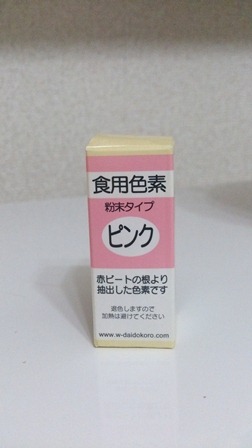 食用色素
粉末タイプ
ピンク
赤ビートの根より
抽出した色素です
退色しますので
加熱は避けてください
www.w-daidokoro.com